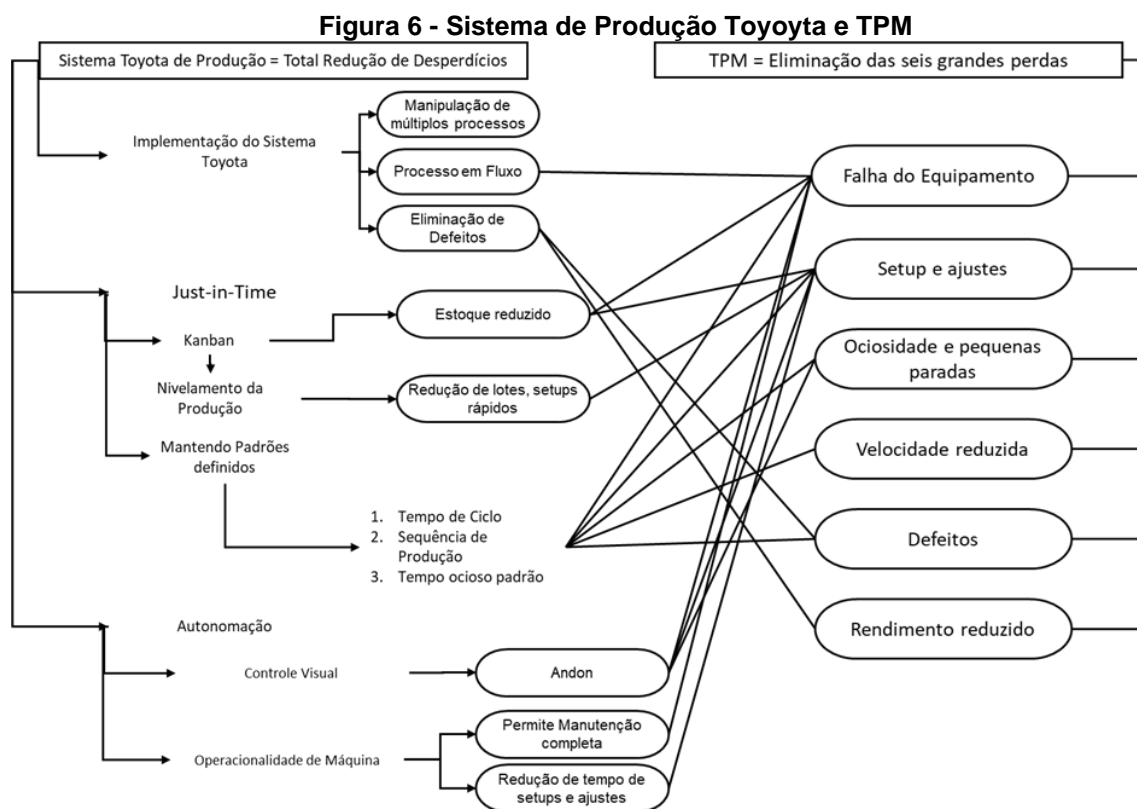 Figura 6 - Sistema de Produção Toyoyta e TPM
Sistema Toyota de Produção = Total Redução de Desperdícios
TPM = Eliminação das seis grandes perdas
Manipulação de
múltiplos processos
Implementação do Sistema
Toyota
Processo em Fluxo
Eliminação de
Defeitos
Falha do Equipamento
Setup e ajustes
Just-in-Time
Estoque reduzido
Kanban
Ociosidade e pequenas
paradas
Nivelamento da
Produção
Redução de lotes, setups
rápidos
Mantendo Padrões
definidos
Velocidade reduzida
1. Tempo de Ciclo
2. Sequência de
Produção
3. Tempo ocioso padrão
Defeitos
Rendimento reduzido
Autonomação
Controle Visual
Andon
Permite Manutenção
completa
Operacionalidade de Máquina
Redução de tempo de
setups e ajustes